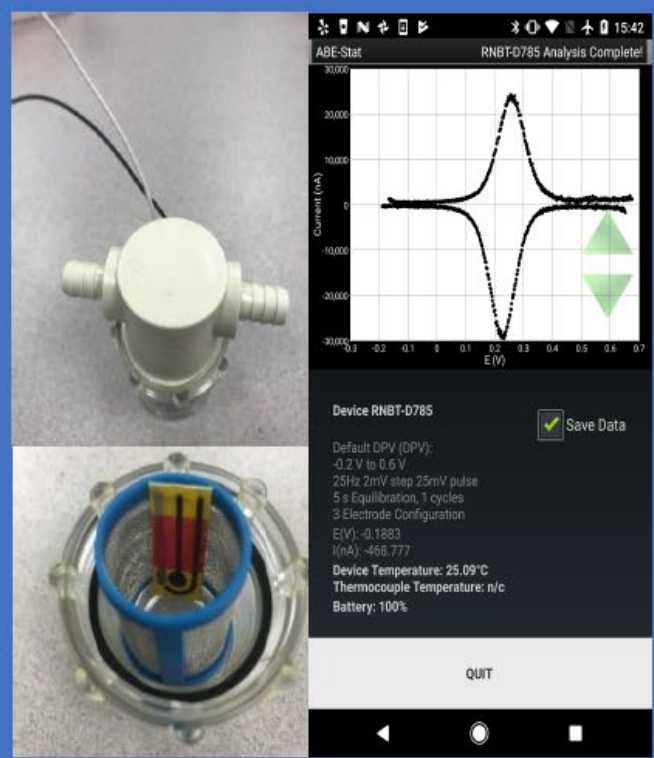 15:42
ABE-Stat RNBT-D785 Analysis Complete!
30,000
20,000
10,000
0
-10,000
-20,000
-30,000
Current (nA)
-0.3 -0.2 -0.1 0 0.1 0.2 0.3 0.4 0.5 0.6 0.7
E (V)
Device RNBT-D785
Save Data
Default DPV (DPV):
-0.2 V to 0.6 V
25Hz 2mV step 25mV pulse
5 s Equilibration, 1 cycles
3 Electrode Configuration
E(V): -0.1883
I(nA): -468.777
Device Temperature: 25.09°C
Thermocouple Temperature: n/c
Battery: 100%
QUIT